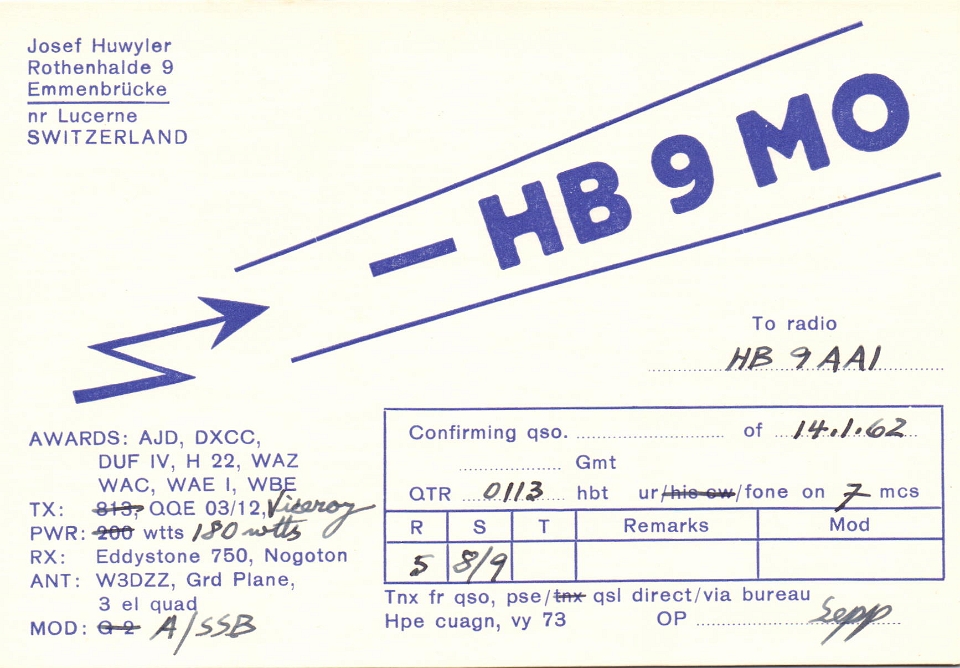 Josef Huwyler
Rothenhalde 9
Emmenbrücke
nr Lucerne
SWITZERLAND
— HB 9 MO
To radio
HB 9 AAI
AWARDS: AJD, DXCC,
DUF IV, H 22, WAZ
WAC, WAE I, WBE
TX: 813, QQE 03/12, Viceroy
PWR: 200 wtts 180 wtts
RX: Eddystone 750, Nogoton
ANT: W3DZZ, Grd Plane,
3 el quad
MOD: G 2 A/SSB
Confirming qso. of 14.1.62
Gmt
QTR 0113 hbt ur/his cw/fone on 7 mcs
R S T Remarks Mod
5 8/9
Tnx fr qso, pse/tnx qsl direct/via bureau
Hpe cuagn, vy 73 OP Sepp